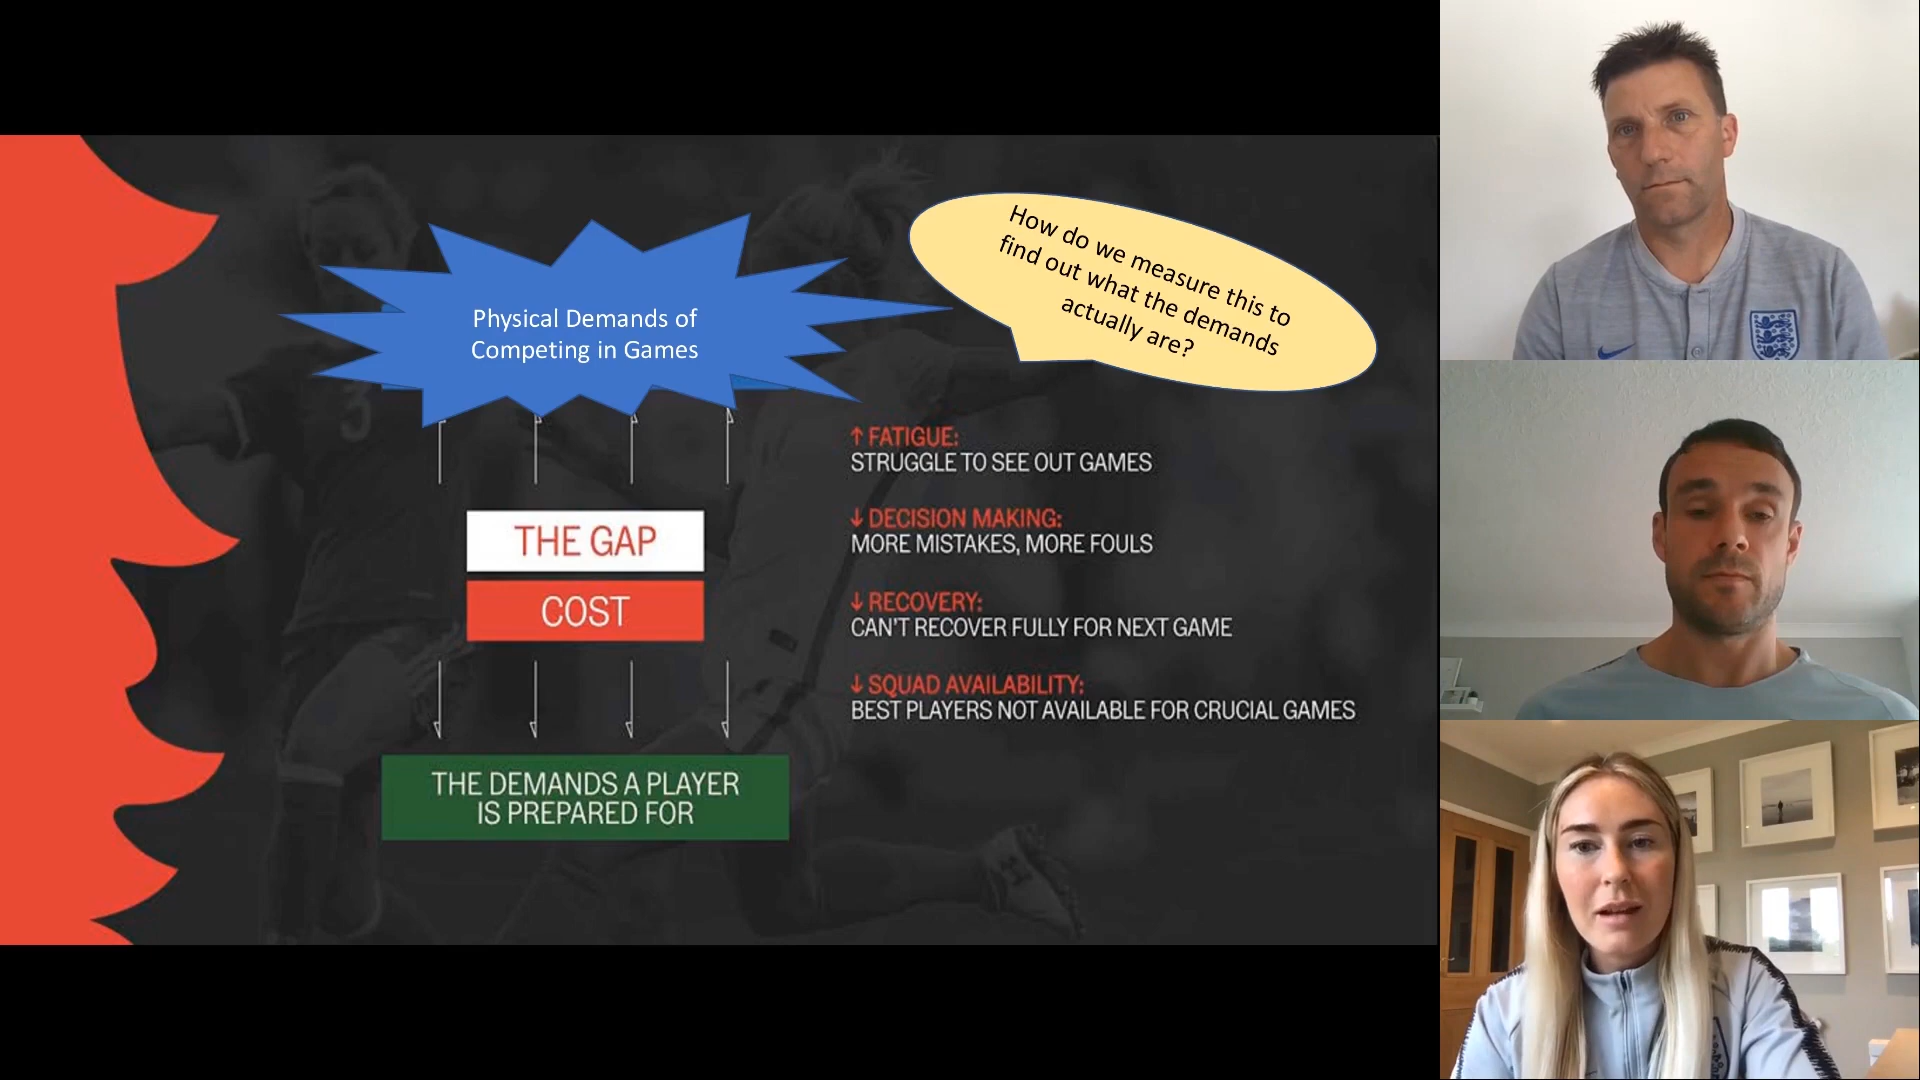 Physical Demands of
Competing in Games
How do we measure this to
find out what the demands
actually are?
THE GAP
COST
THE DEMANDS A PLAYER
IS PREPARED FOR
↑ FATIGUE:
STRUGGLE TO SEE OUT GAMES
↓ DECISION MAKING:
MORE MISTAKES, MORE FOULS
↓ RECOVERY:
CAN'T RECOVER FULLY FOR NEXT GAME
↓ SQUAD AVAILABILITY:
BEST PLAYERS NOT AVAILABLE FOR CRUCIAL GAMES